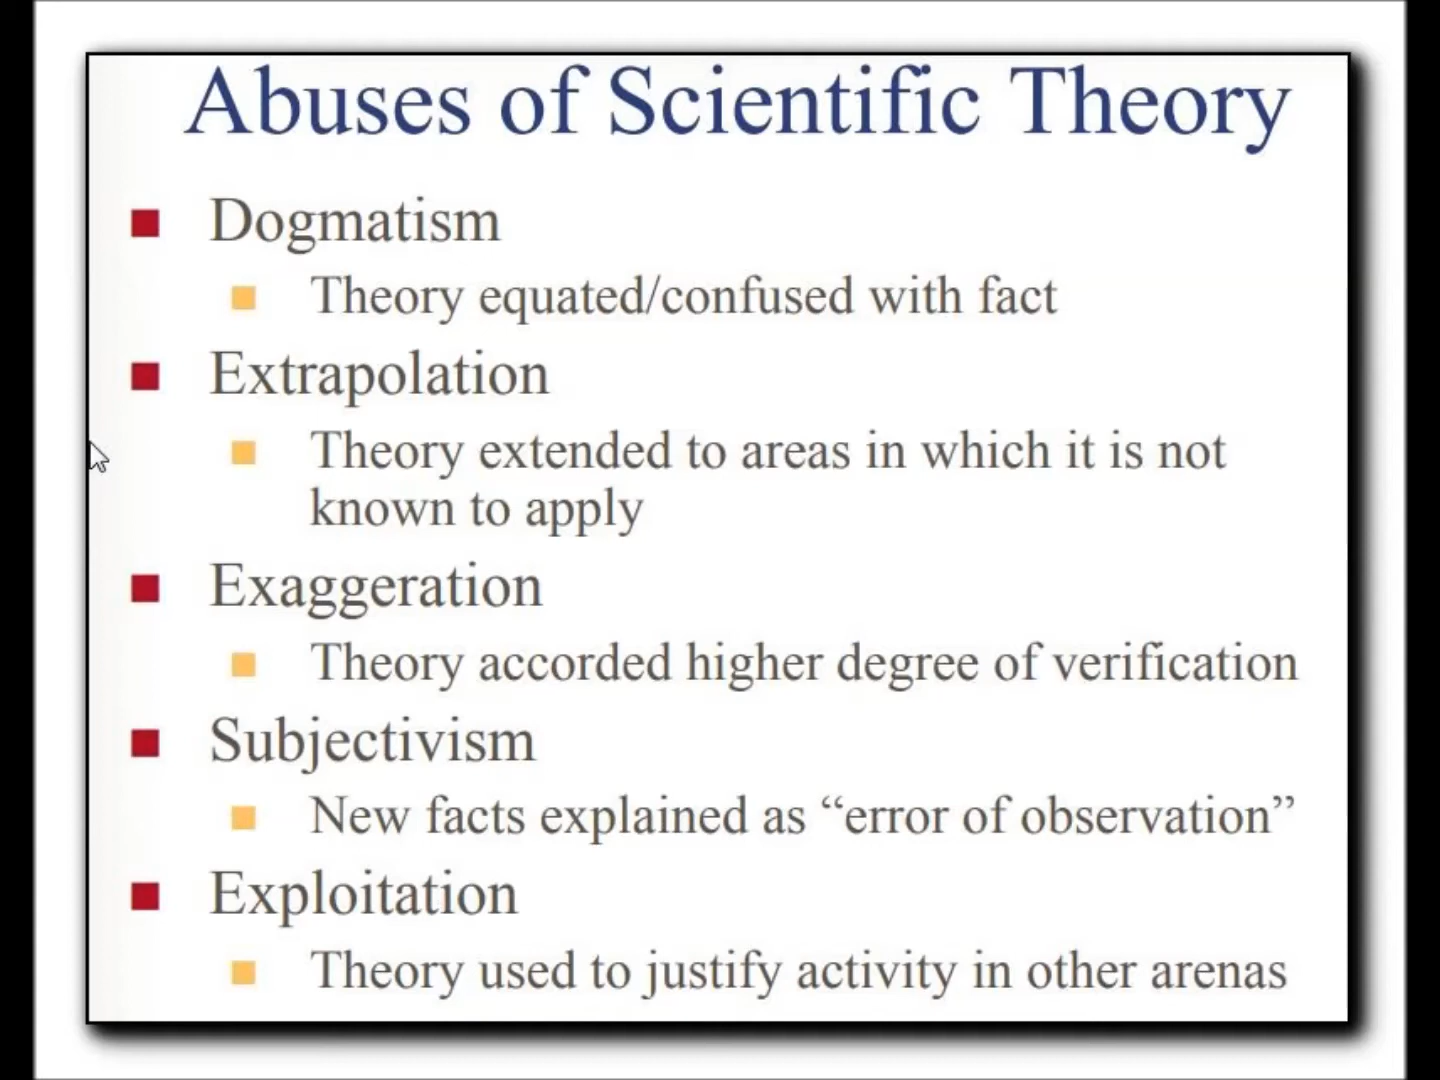 Abuses of Scientific Theory
Dogmatism
Theory equated/confused with fact
Extrapolation
Theory extended to areas in which it is not
known to apply
Exaggeration
Theory accorded higher degree of verification
Subjectivism
New facts explained as “error of observation”
Exploitation
Theory used to justify activity in other arenas